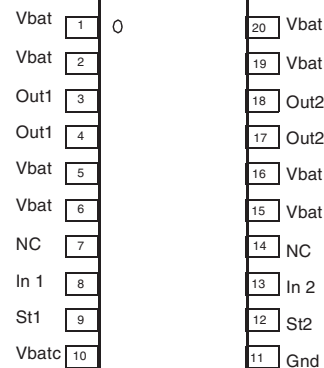 Vbat 1 20 Vbat
Vbat 2 19 Vbat
Out1 3 18 Out2
Out1 4 17 Out2
Vbat 5 16 Vbat
Vbat 6 15 Vbat
NC 7 14 NC
In 1 8 13 In 2
St1 9 12 St2
Vbatc 10 11 Gnd